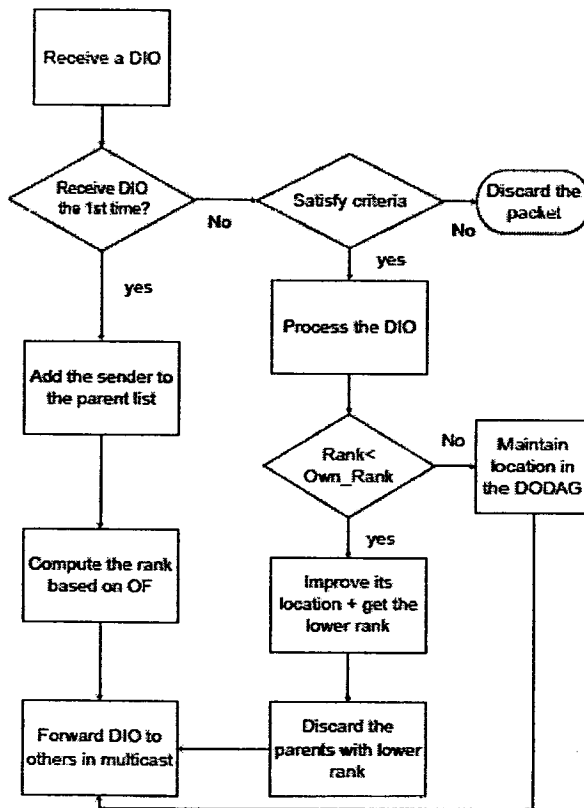 Receive a DIO
Receive DIO
the 1st time?
No
Satisfy criteria
No
Discard the
packet
yes
yes
Process the DIO
Add the sender to
the parent list
Rank<
Own_Rank
No
Maintain
location in
the DODAG
yes
Compute the rank
based on OF
Improve its
location + get the
lower rank
Forward DIO to
others in multicast
Discard the
parents with lower
rank